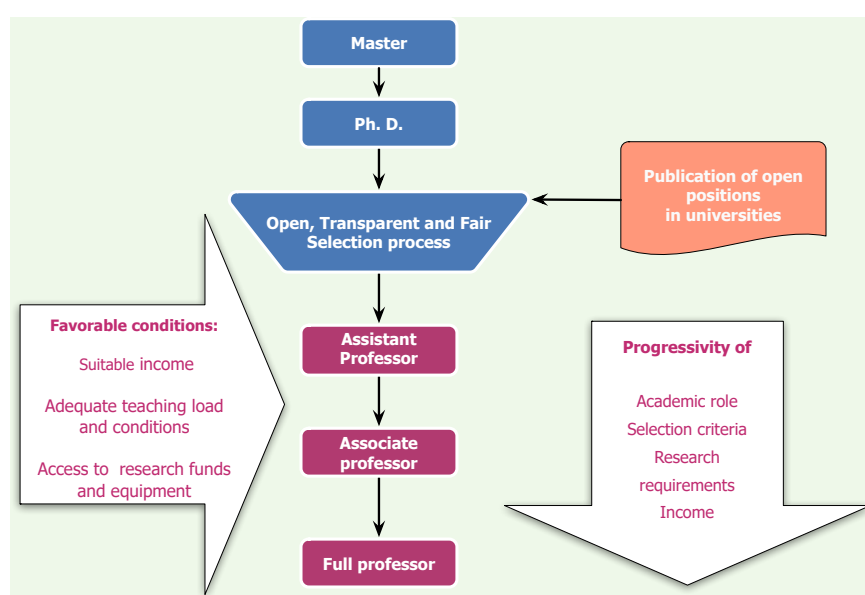 Master
Ph. D.
Publication of open
positions
in universities
Open, Transparent and Fair
Selection process
Favorable conditions:
Suitable income
Adequate teaching load
and conditions
Access to research funds
and equipment
Assistant
Professor
Associate
professor
Full professor
Progressivity of
Academic role
Selection criteria
Research
requirements
Income